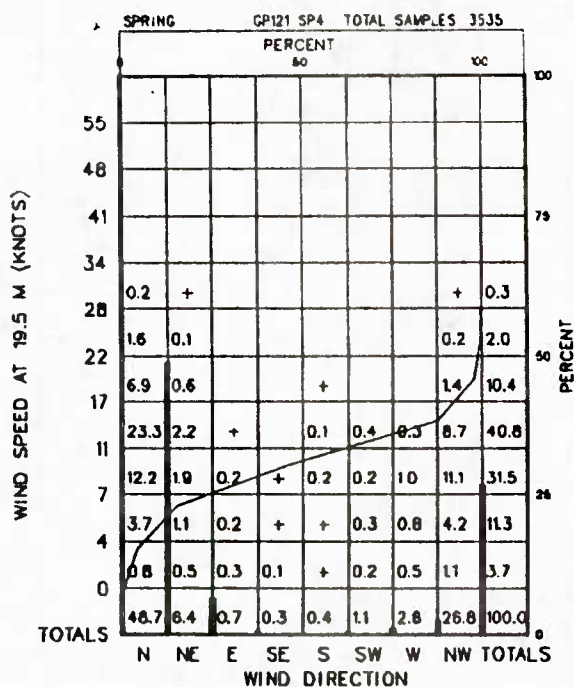 SPRING GP121 SP4 TOTAL SAMPLES 3535
PERCENT
0 50 100
100
55
48
41 75
34
0.2 + + 0.3
28
1.6 0.1 0.2 2.0
22 50
6.9 0.6 + 1.4 10.4
17
23.3 2.2 + 0.1 0.4 0.3 8.7 40.8
11
12.2 1.9 0.2 + 0.2 0.2 1.0 11.1 31.5
7 25
3.7 1.1 0.2 + + 0.3 0.8 4.2 11.3
4
0.8 0.5 0.3 0.1 + 0.2 0.5 1.1 3.7
0
48.7 6.4 0.7 0.3 0.4 1.1 2.8 26.8 100.0
TOTALS 0
N NE E SE S SW W NW TOTALS
WIND DIRECTION
WIND SPEED AT 19.5 M (KNOTS)
PERCENT